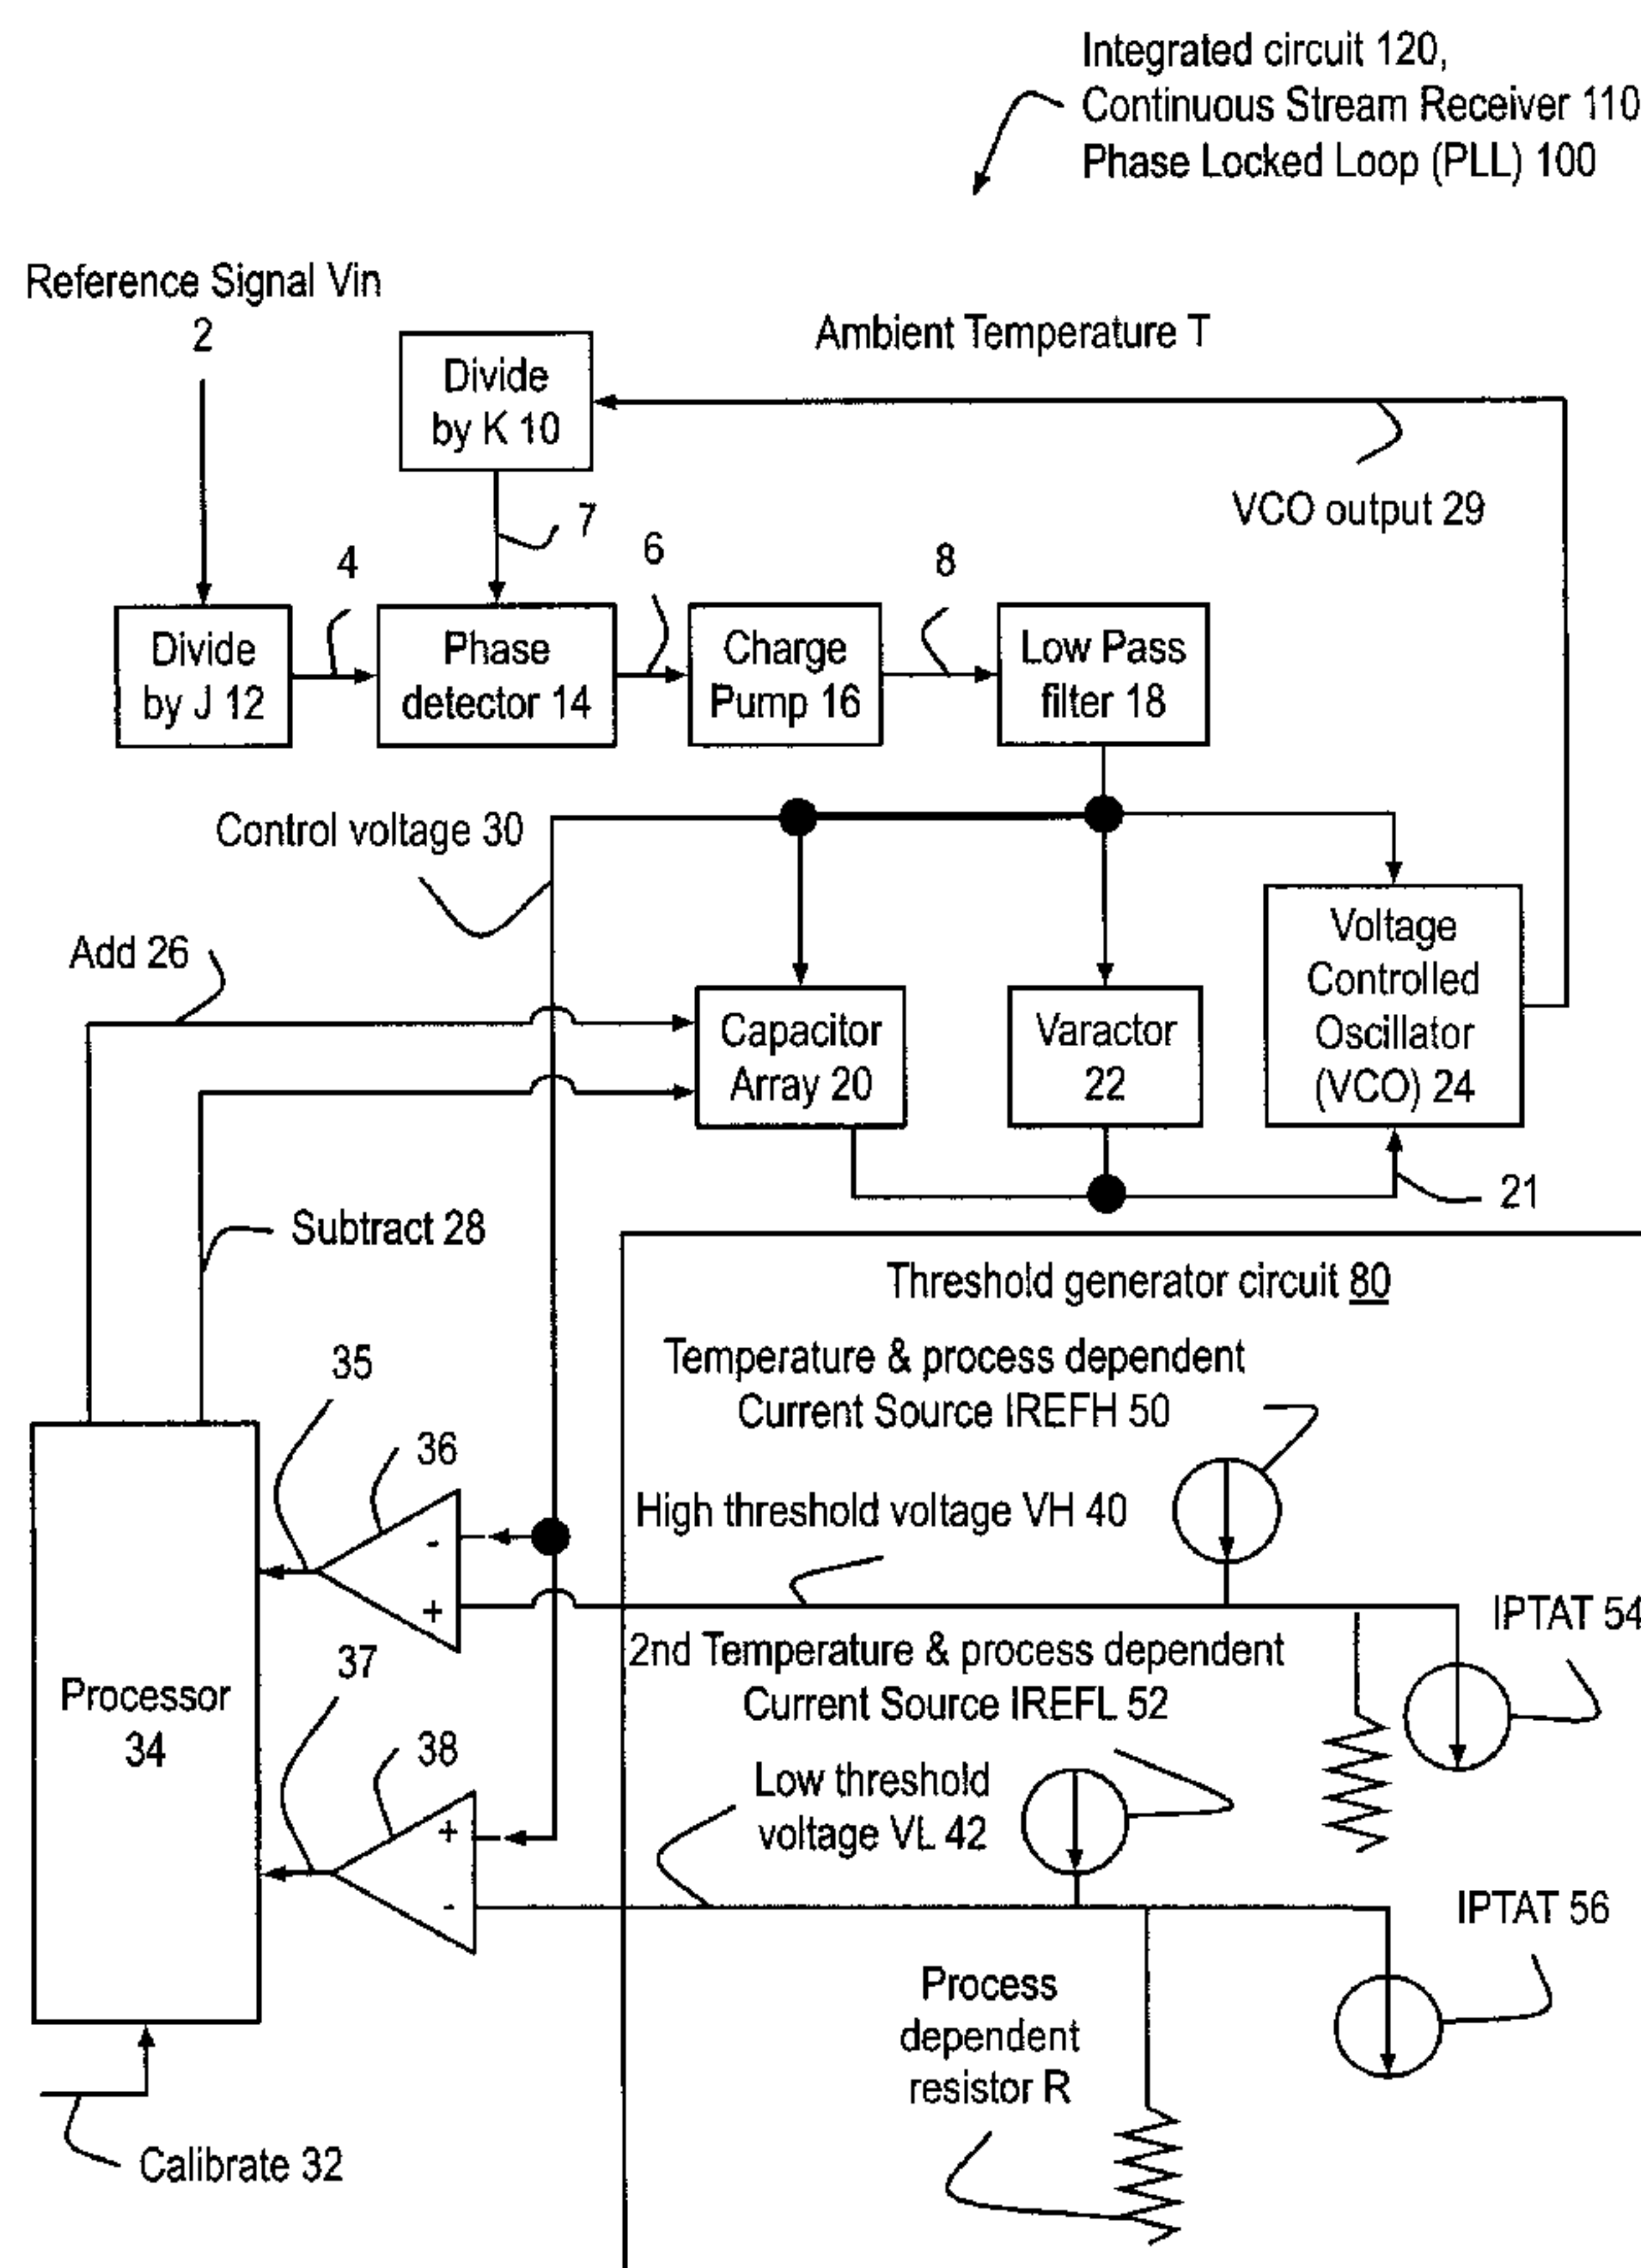 Integrated circuit 120,
Continuous Stream Receiver 110
Phase Locked Loop (PLL) 100
Reference Signal Vin
2
Ambient Temperature T
Divide
by K 10
VCO output 29
7
4
6
8
Divide
by J 12
Phase
detector 14
Charge
Pump 16
Low Pass
filter 18
Control voltage 30
Voltage
Controlled
Oscillator
(VCO) 24
Add 26
Capacitor
Array 20
Varactor
22
21
Subtract 28
Threshold generator circuit 80
Temperature & process dependent
Current Source IREFH 50
35
36
High threshold voltage VH 40
-
+
IPTAT 54
2nd Temperature & process dependent
Current Source IREFL 52
Processor
34
37
38
Low threshold
voltage VL 42
+
-
IPTAT 56
Process
dependent
resistor R
Calibrate 32